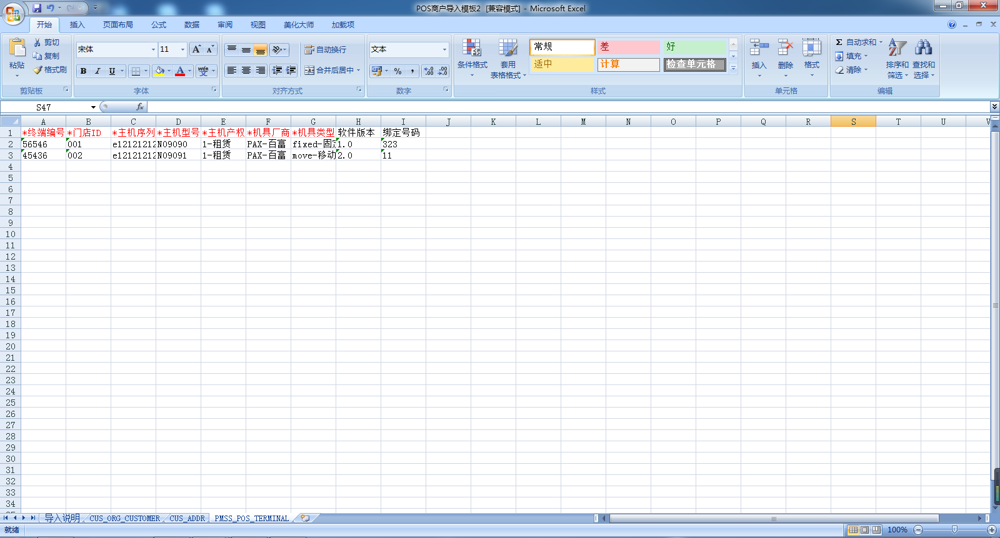 POS商户导入模板2 [兼容模式] - Microsoft Excel
开始 插入 页面布局 公式 数据 审阅 视图 美化大师 加载项
粘贴
剪切
复制
格式刷
剪贴板
宋体 11
B I U A wén 变
字体
自动换行
合并后居中
对齐方式
文本
% ,
数字
条件格式
套用
表格格式
常规 差 好
适中 计算 检查单元格
样式
插入 删除 格式
单元格
Σ 自动求和
填充
清除
排序和
筛选
查找和
选择
编辑
S47 fx
A B C D E F G H I J K L M N O P Q R S T U
1 *终端编号 *门店ID *主机序列 *主机型号 *主机产权 *机具厂商 *机具类型 软件版本 绑定号码
2 56546 001 e12121212 N09090 1-租赁 PAX-百富 fixed-固 1.0 323
3 45436 002 e12121212 N09091 1-租赁 PAX-百富 move-移动 2.0 11
4
5
6
7
8
9
10
11
12
13
14
15
16
17
18
19
20
21
22
23
24
25
26
27
28
29
30
31
32
33
34
导入说明 CUS_ORG_CUSTOMER CUS_ADDR PMSS_POS_TERMINAL
就绪 100%